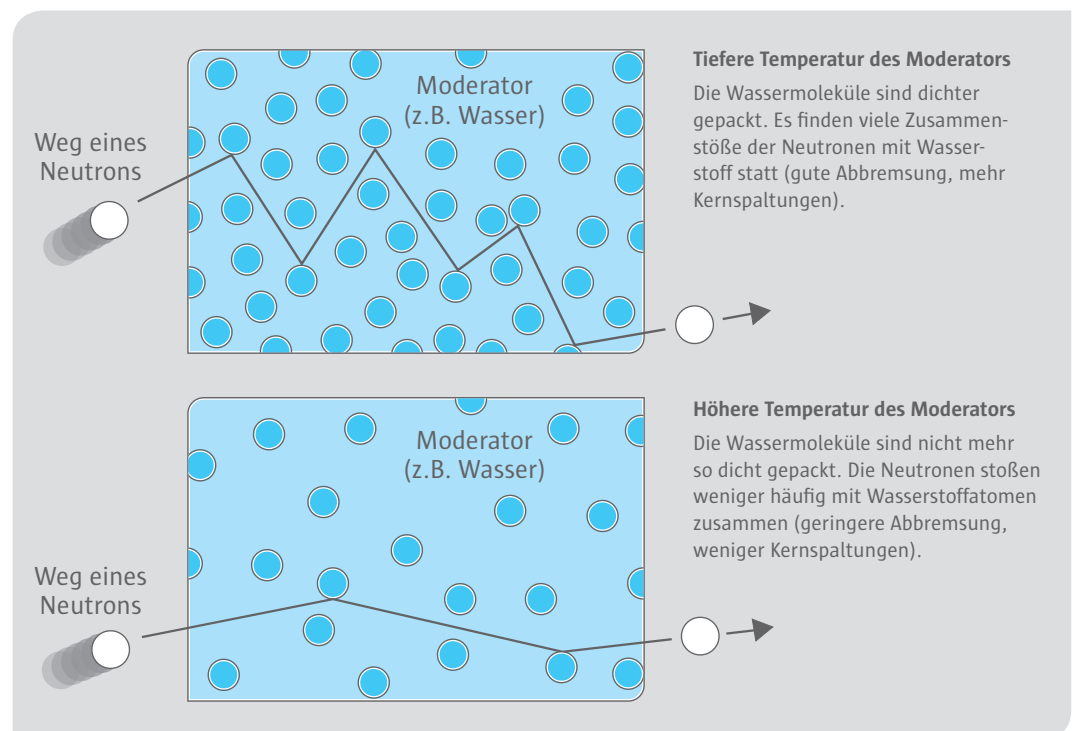 Weg eines
Neutrons
Moderator
(z.B. Wasser)
Tiefere Temperatur des Moderators
Die Wassermoleküle sind dichter
gepackt. Es finden viele Zusammen-
stöße der Neutronen mit Wasser-
stoff statt (gute Abbremsung, mehr
Kernspaltungen).
Weg eines
Neutrons
Moderator
(z.B. Wasser)
Höhere Temperatur des Moderators
Die Wassermoleküle sind nicht mehr
so dicht gepackt. Die Neutronen stoßen
weniger häufig mit Wasserstoffatomen
zusammen (geringere Abbremsung,
weniger Kernspaltungen).